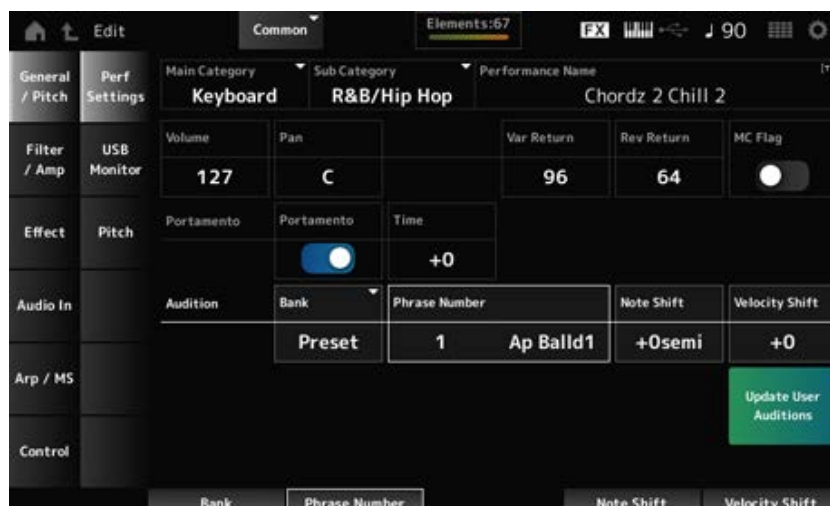 Edit Common Elements:67 FX 90
General / Pitch
Perf Settings
Main Category Sub Category Performance Name
Keyboard R&B/Hip Hop Chordz 2 Chill 2
Filter / Amp
USB Monitor
Volume Pan Var Return Rev Return MC Flag
127 C 96 64
Effect Pitch Portamento Portamento Time
+0
Audio In Audition Bank Phrase Number Note Shift Velocity Shift
Preset 1 Ap Balld1 +0semi +0
Arp / MS
Update User
Auditions
Control
Bank Phrase Number Note Shift Velocity Shift